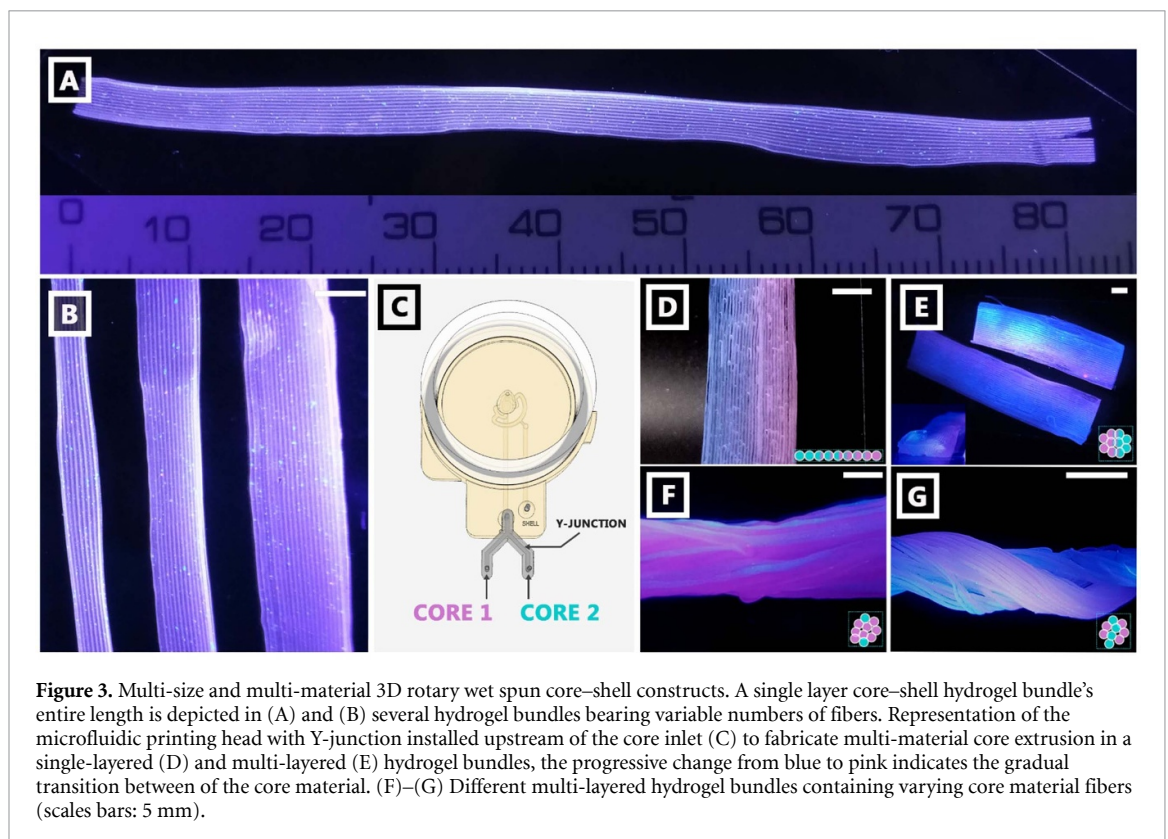 A
0 10 20 30 40 50 60 70 80
B
C
SHELL
Y-JUNCTION
CORE 1 CORE 2
D
E
F
G
Figure 3. Multi-size and multi-material 3D rotary wet spun core–shell constructs. A single layer core–shell hydrogel bundle's
entire length is depicted in (A) and (B) several hydrogel bundles bearing variable numbers of fibers. Representation of the
microfluidic printing head with Y-junction installed upstream of the core inlet (C) to fabricate multi-material core extrusion in a
single-layered (D) and multi-layered (E) hydrogel bundles, the progressive change from blue to pink indicates the gradual
transition between of the core material. (F)–(G) Different multi-layered hydrogel bundles containing varying core material fibers
(scales bars: 5 mm).